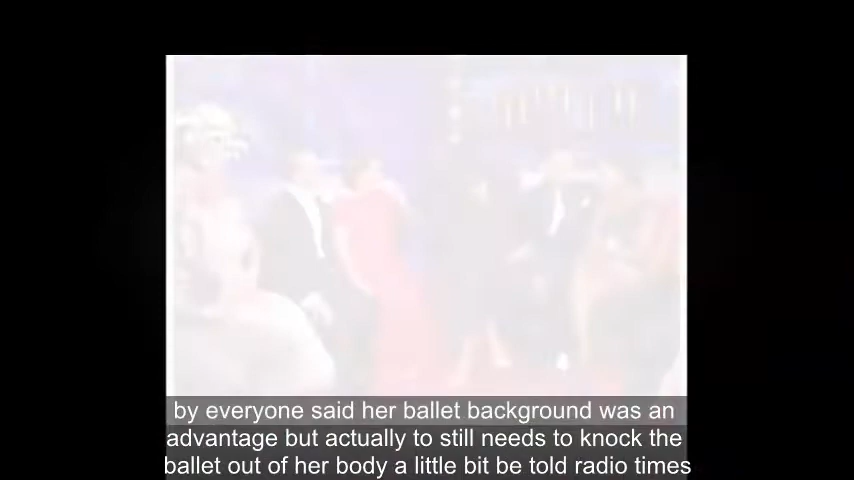 by everyone said her ballet background was an
advantage but actually to still needs to knock the
ballet out of her body a little bit be told radio times